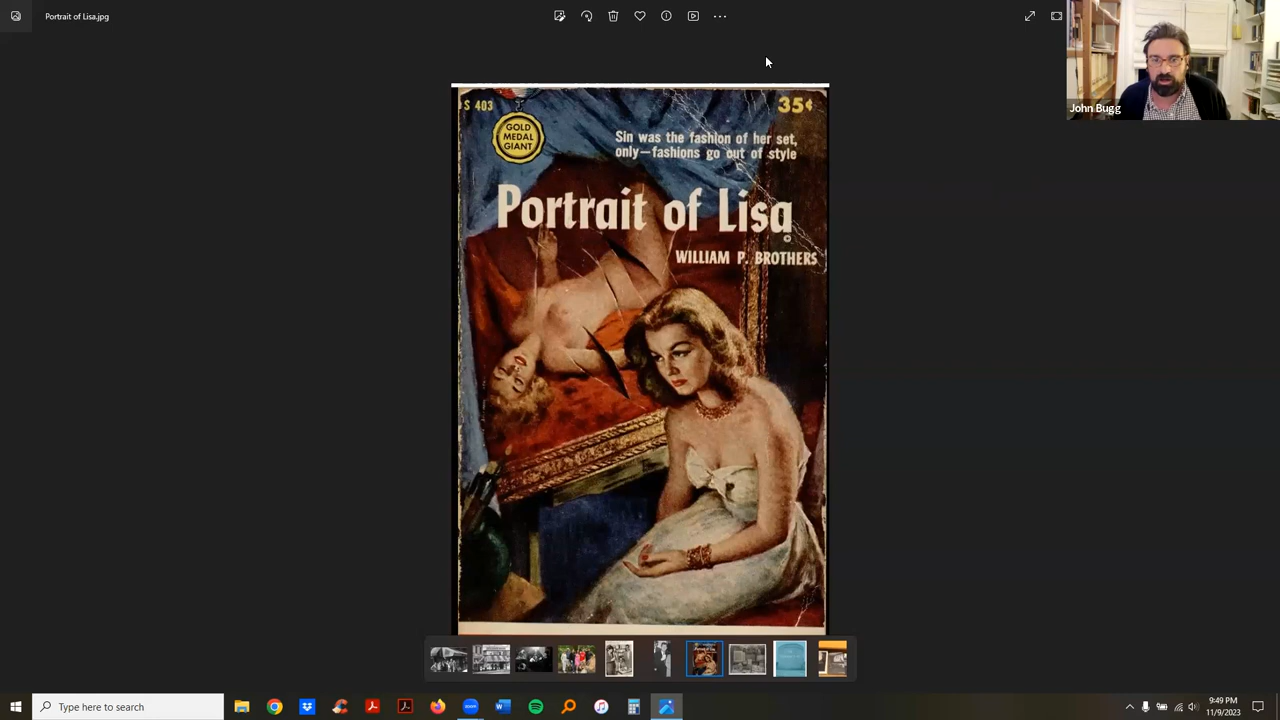 Portrait of Lisa.jpg
John Bugg
S 403
35¢
GOLD
MEDAL
GIANT
Sin was the fashion of her set,
only—fashions go out of style
Portrait of Lisa
WILLIAM P. BROTHERS
Type here to search
9:49 PM
11/9/2023